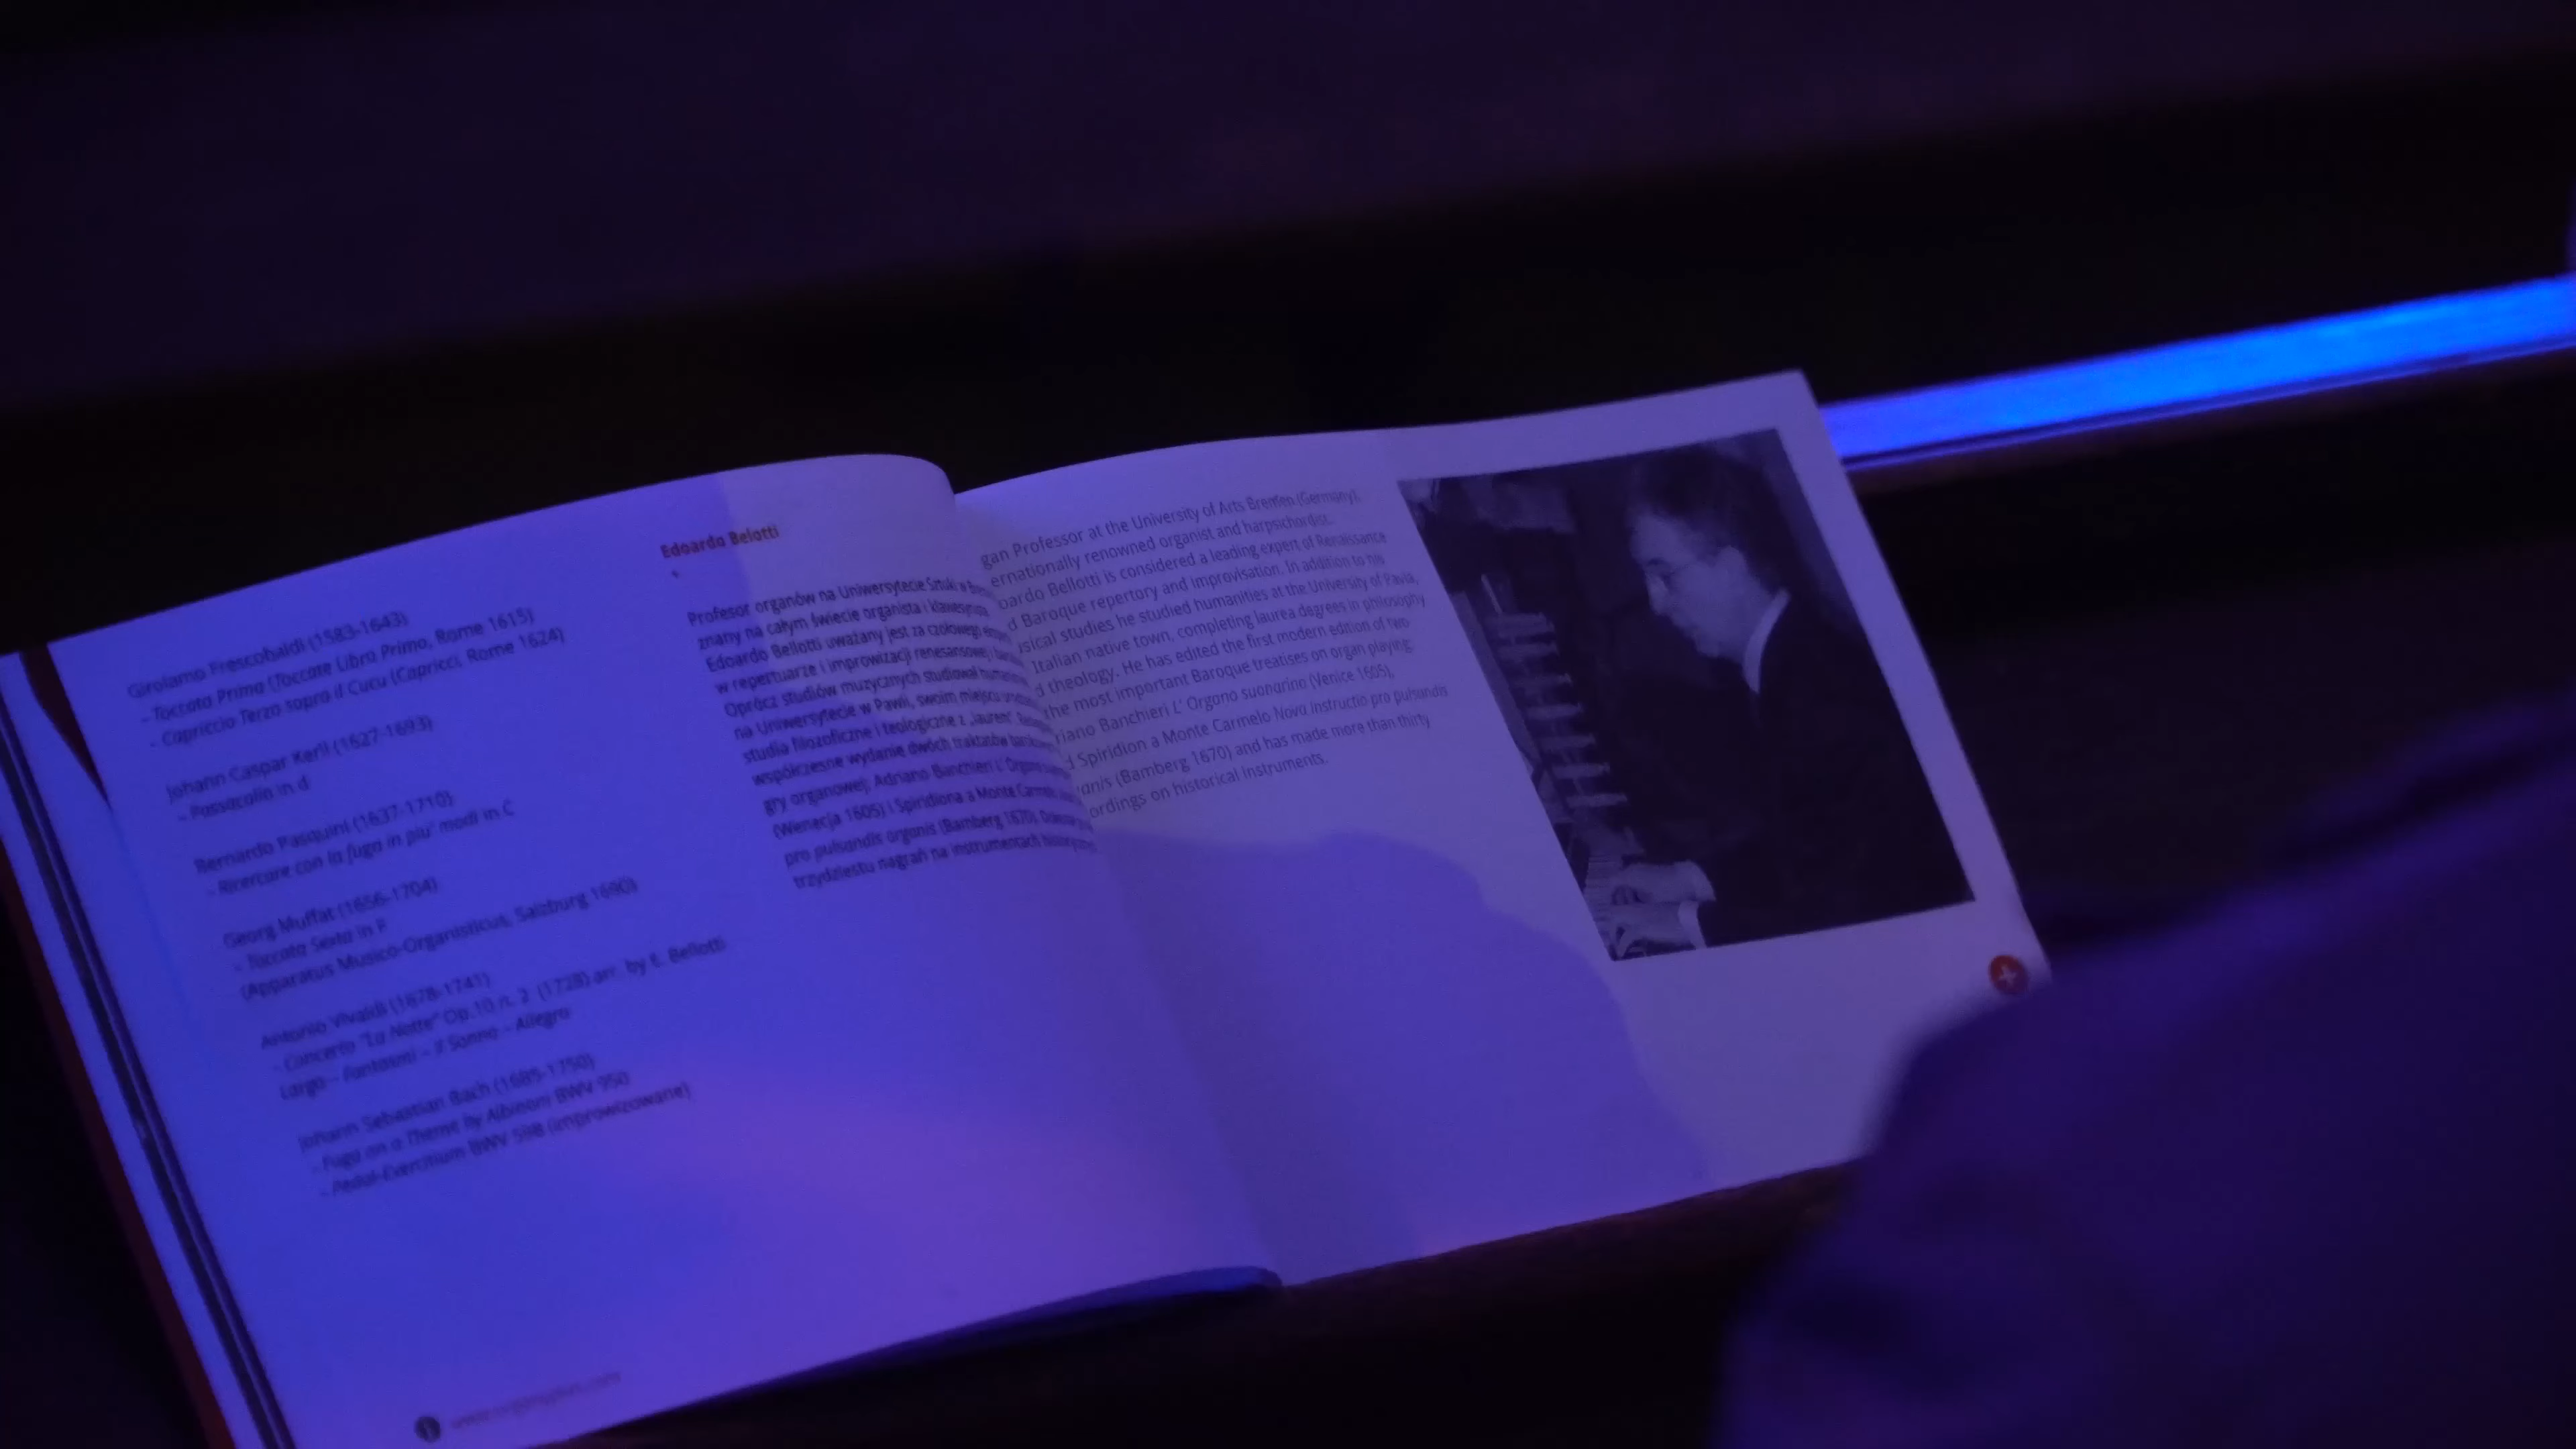 Girolamo Frescobaldi (1583-1643)
- Toccata Prima (Toccate Libro Primo, Rome 1615)
- Capriccio Terzo sopra il Cucu (Capricci, Rome 1624)
Johann Caspar Kerll (1627-1693)
- Passacalia in d
Bernardo Pasquini (1637-1710)
- Ricercare con la fuga in piu' modi in C
Georg Muffat (1656-1704)
- Toccata Sexta in F
(Apparatus Musico-Organisticus, Salzburg 1690)
Antonio Vivaldi (1678-1741)
- Concerto "La Notte" Op.10 n. 2 (1728) arr. by E. Bellotti
Largo - Fantasmi - Il Sonno - Allegro
Johann Sebastian Bach (1685-1750)
- Fuga on a Theme by Albinoni BWV 950
- Pedal-Exercitium BWV 598 (improwizowane)
Edoardo Belotti
Profesor organów na Uniwersytecie Sztuk w
znany na całym świecie organista i klawesynista
Edoardo Bellotti uważany jest za czołowego
w repertuarze i improwizacji renesansowej i
Oprócz studiów muzycznych studiował
na Uniwersytecie w Pawii, swoim miejscu
studia filozoficzne i teologiczne z „laurea".
współczesne wydanie dwóch traktatów
gry organowej: Adriano Banchieri L' Organo
(Wenecja 1605) i Spiridiona a Monte Carmelo
pro pulsandis organis (Bamberg 1670).
trzydziestu nagrań na instrumentach
gan Professor at the University of Arts Bremen (Germany),
ernationally renowned organist and harpsichordist.
oardo Bellotti is considered a leading expert of Renaissance
d Baroque repertory and improvisation. In addition to his
usical studies he studied humanities at the University of Pavia,
Italian native town, completing laurea degrees in philosophy
d theology. He has edited the first modern edition of two
the most important Baroque treatises on organ playing:
riano Banchieri L' Organo suonarino (Venice 1605),
d Spiridion a Monte Carmelo Nova Instructio pro pulsandis
anis (Bamberg 1670) and has made more than thirty
ordings on historical instruments.